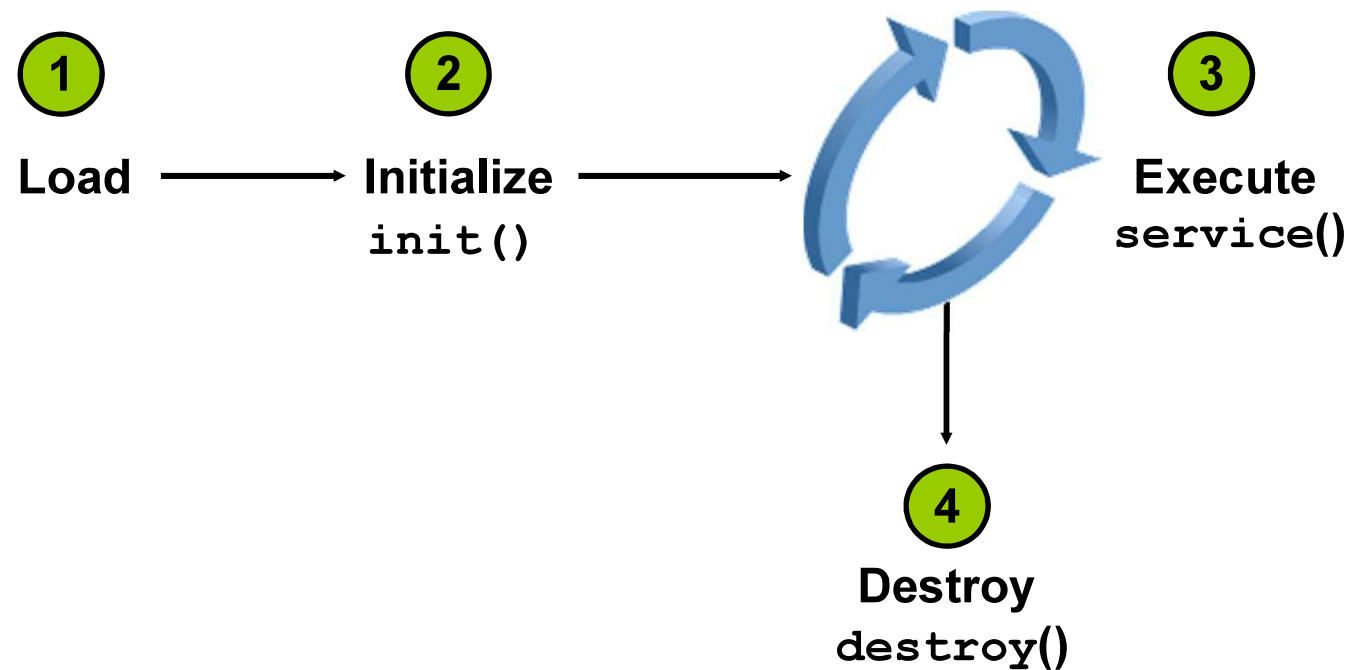 1
Load
2
Initialize
init()
3
Execute
service()
4
Destroy
destroy()